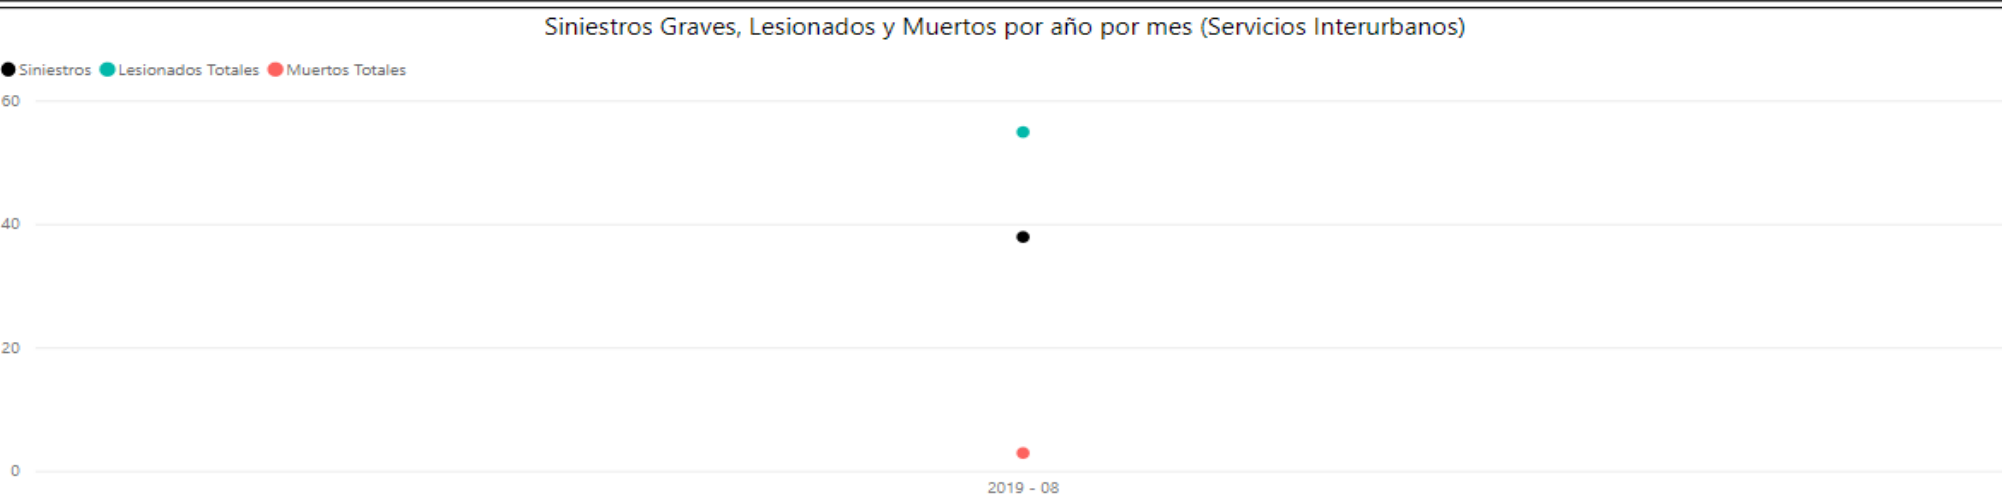 Siniestros Graves, Lesionados y Muertos por año por mes (Servicios Interurbanos)
Siniestros Lesionados Totales Muertos Totales
60
40
20
0
2019 - 08